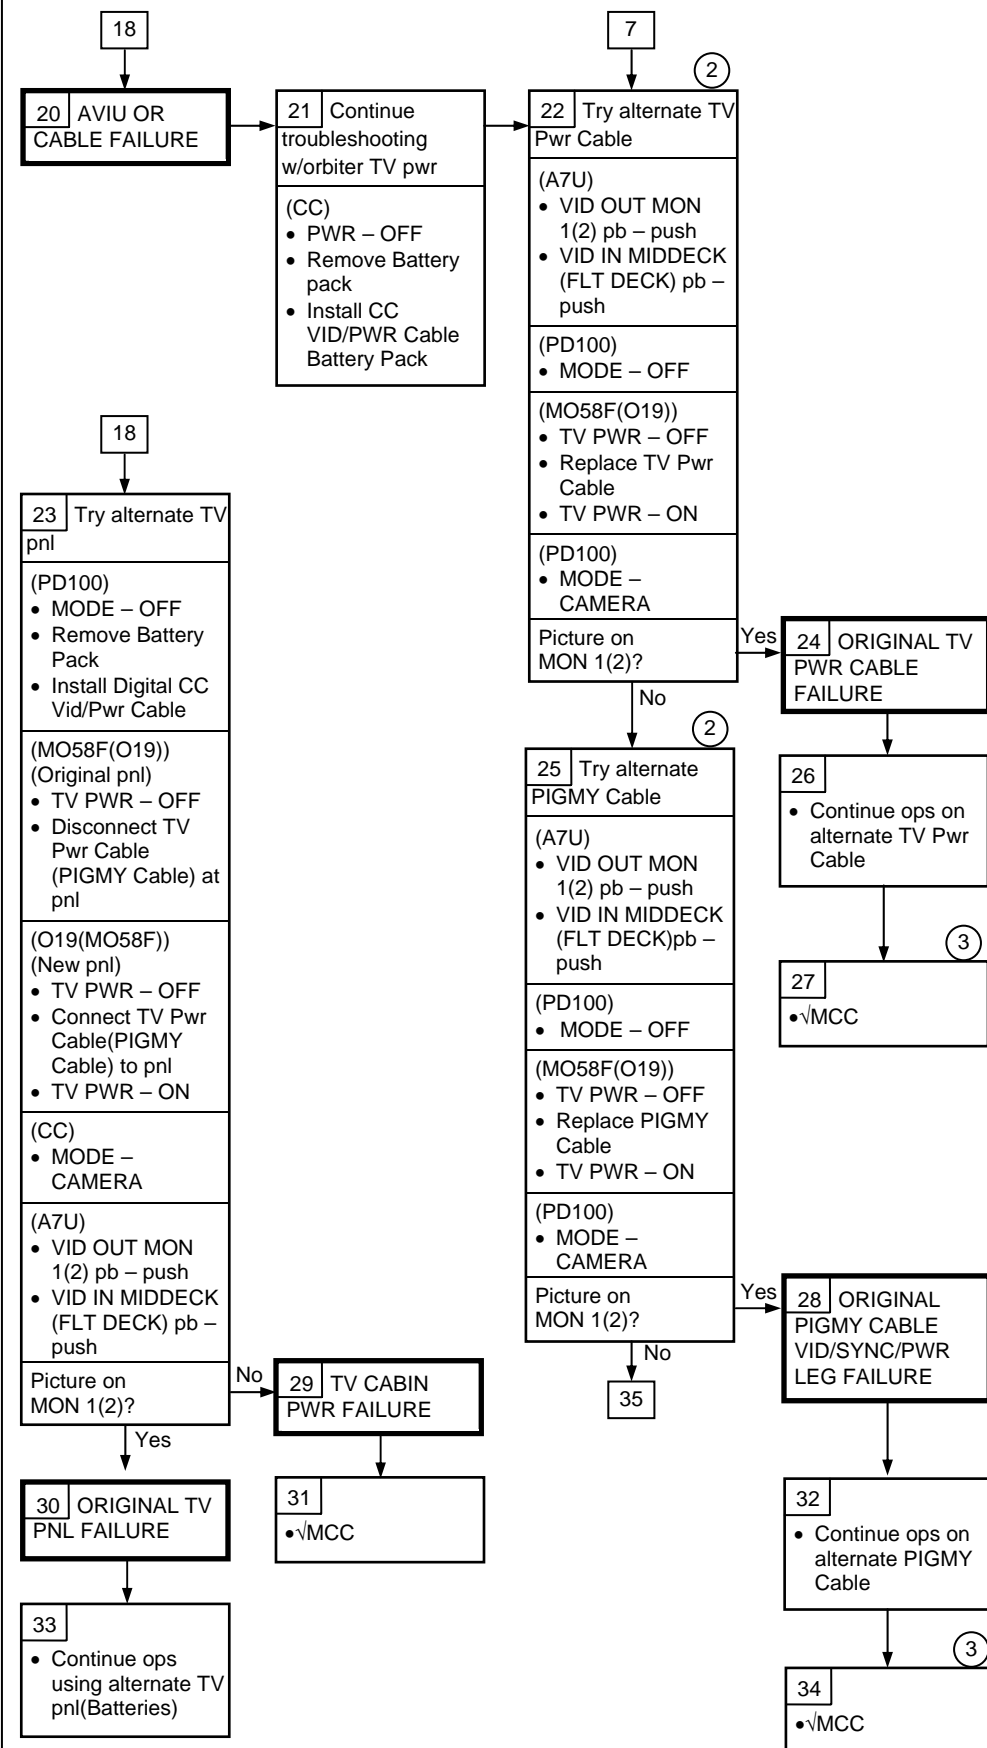 18
20 AVIU OR
CABLE FAILURE
21 Continue
troubleshooting
w/orbiter TV pwr
(CC)
• PWR – OFF
• Remove Battery
pack
• Install CC
VID/PWR Cable
Battery Pack
7
2
22 Try alternate TV
Pwr Cable
(A7U)
• VID OUT MON
1(2) pb – push
• VID IN MIDDECK
(FLT DECK) pb –
push
(PD100)
• MODE – OFF
(MO58F(O19))
• TV PWR – OFF
• Replace TV Pwr
Cable
• TV PWR – ON
(PD100)
• MODE –
CAMERA
Picture on
MON 1(2)?
Yes
No
18
23 Try alternate TV
pnl
(PD100)
• MODE – OFF
• Remove Battery
Pack
• Install Digital CC
Vid/Pwr Cable
(MO58F(O19))
(Original pnl)
• TV PWR – OFF
• Disconnect TV
Pwr Cable
(PIGMY Cable) at
pnl
(O19(MO58F))
(New pnl)
• TV PWR – OFF
• Connect TV Pwr
Cable(PIGMY
Cable) to pnl
• TV PWR – ON
(CC)
• MODE –
CAMERA
(A7U)
• VID OUT MON
1(2) pb – push
• VID IN MIDDECK
(FLT DECK) pb –
push
Picture on
MON 1(2)?
No
Yes
24 ORIGINAL TV
PWR CABLE
FAILURE
2
25 Try alternate
PIGMY Cable
(A7U)
• VID OUT MON
1(2) pb – push
• VID IN MIDDECK
(FLT DECK)pb –
push
(PD100)
• MODE – OFF
(MO58F(O19))
• TV PWR – OFF
• Replace PIGMY
Cable
• TV PWR – ON
(PD100)
• MODE –
CAMERA
Picture on
MON 1(2)?
Yes
No
35
26
• Continue ops on
alternate TV Pwr
Cable
3
27
•√MCC
28 ORIGINAL
PIGMY CABLE
VID/SYNC/PWR
LEG FAILURE
29 TV CABIN
PWR FAILURE
30 ORIGINAL TV
PNL FAILURE
31
•√MCC
32
• Continue ops on
alternate PIGMY
Cable
33
• Continue ops
using alternate TV
pnl(Batteries)
3
34
•√MCC